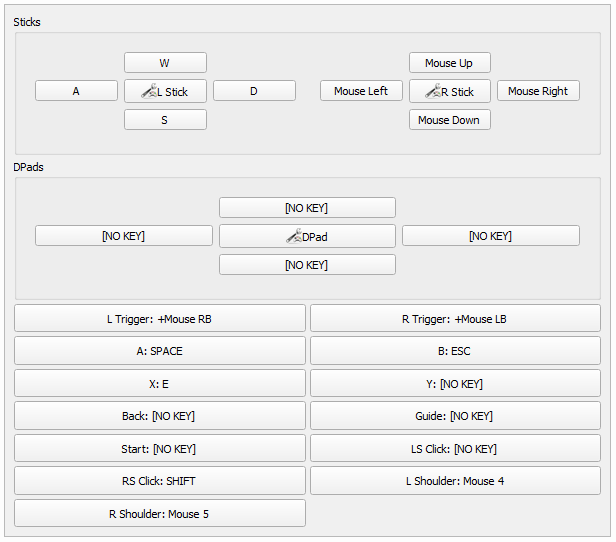 Sticks
W
Mouse Up
A
L Stick
D
Mouse Left
R Stick
Mouse Right
S
Mouse Down
DPads
[NO KEY]
[NO KEY]
DPad
[NO KEY]
[NO KEY]
L Trigger: +Mouse RB
R Trigger: +Mouse LB
A: SPACE
B: ESC
X: E
Y: [NO KEY]
Back: [NO KEY]
Guide: [NO KEY]
Start: [NO KEY]
LS Click: [NO KEY]
RS Click: SHIFT
L Shoulder: Mouse 4
R Shoulder: Mouse 5